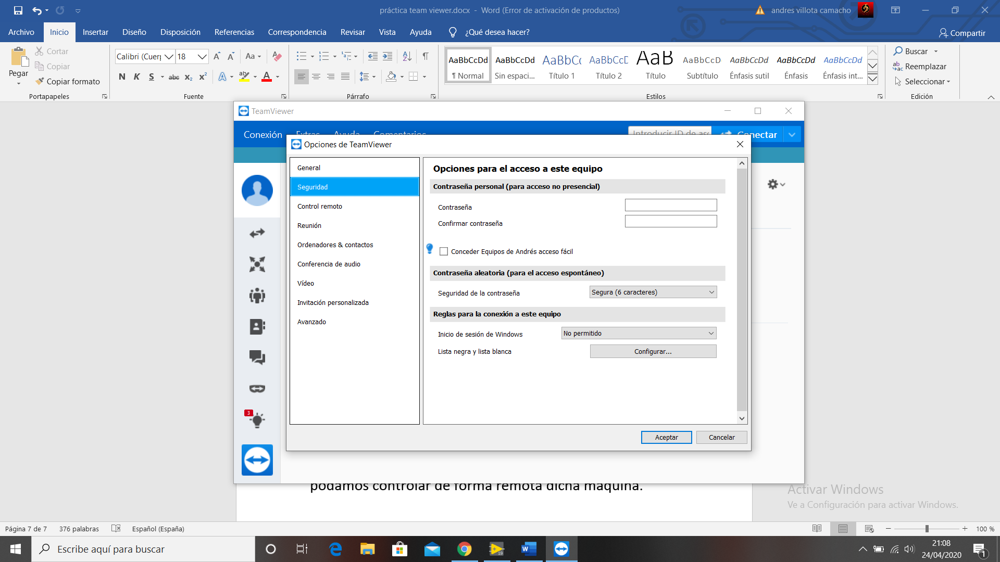 práctica team viewer.docx - Word (Error de activación de productos)
andres villota camacho
Archivo Inicio Insertar Diseño Disposición Referencias Correspondencia Revisar Vista Ayuda ¿Qué desea hacer? Compartir
Pegar
Cortar
Copiar
Copiar formato
Portapapeles
Calibri (Cuerp 18
Aa
N K S abc x₂ x²
A ab A
Fuente
Párrafo
AaBbCcDd AaBbCcDd AaBbCc AaBbCcD AaB AaBbCcD AaBbCcDd AaBbCcDd AaBbCcDd
¶ Normal Sin espaci... Título 1 Título 2 Título Subtítulo Énfasis sutil Énfasis Énfasis int...
Estilos
Buscar
Reemplazar
Seleccionar
Edición
TeamViewer
Conexión Extras Ayuda Comentarios Introducir ID de aso Conectar
Opciones de TeamViewer
General
Seguridad
Control remoto
Reunión
Ordenadores & contactos
Conferencia de audio
Vídeo
Invitación personalizada
Avanzado
Opciones para el acceso a este equipo
Contraseña personal (para acceso no presencial)
Contraseña
Confirmar contraseña
Conceder Equipos de Andrés acceso fácil
Contraseña aleatoria (para el acceso espontáneo)
Seguridad de la contraseña Segura (6 caracteres)
Reglas para la conexión a este equipo
Inicio de sesión de Windows No permitido
Lista negra y lista blanca Configurar...
Aceptar Cancelar
3
podamos controlar de forma remota dicha máquina.
Activar Windows
Ve a Configuración para activar Windows.
Página 7 de 7 376 palabras Español (España) 100 %
Escribe aquí para buscar
19
21:08
24/04/2020
1